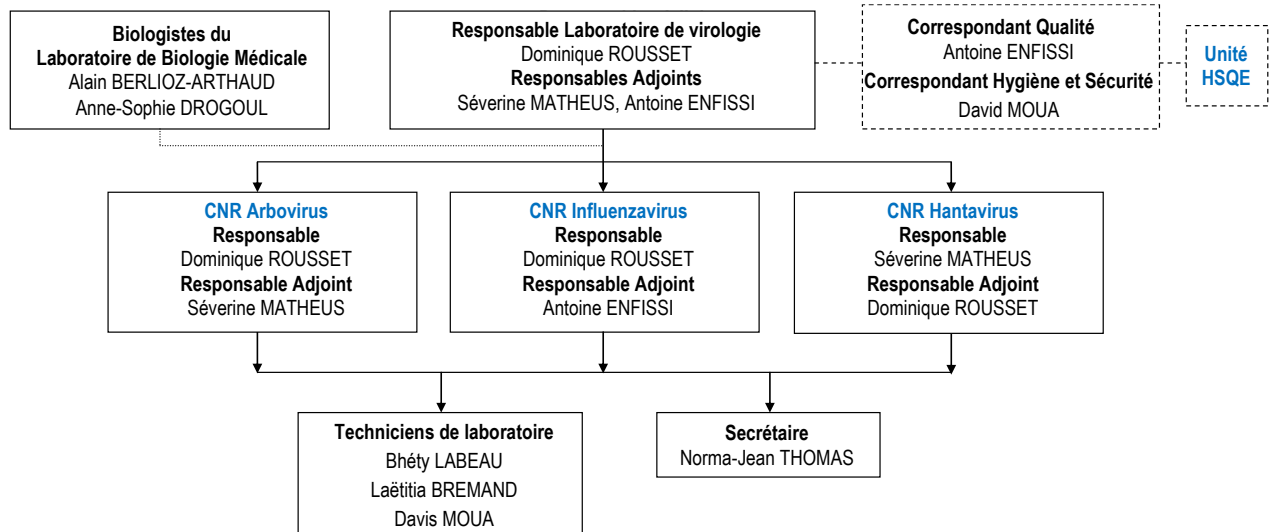 Biologistes du
Laboratoire de Biologie Médicale
Alain BERLIOZ-ARTHAUD
Anne-Sophie DROGOUL
Responsable Laboratoire de virologie
Dominique ROUSSET
Responsables Adjoints
Séverine MATHEUS, Antoine ENFISSI
Correspondant Qualité
Antoine ENFISSI
Correspondant Hygiène et Sécurité
David MOUA
Unité
HSQE
CNR Arbovirus
Responsable
Dominique ROUSSET
Responsable Adjoint
Séverine MATHEUS
CNR Influenzavirus
Responsable
Dominique ROUSSET
Responsable Adjoint
Antoine ENFISSI
CNR Hantavirus
Responsable
Séverine MATHEUS
Responsable Adjoint
Dominique ROUSSET
Techniciens de laboratoire
Bhéty LABEAU
Laëtitia BREMAND
Davis MOUA
Secrétaire
Norma-Jean THOMAS